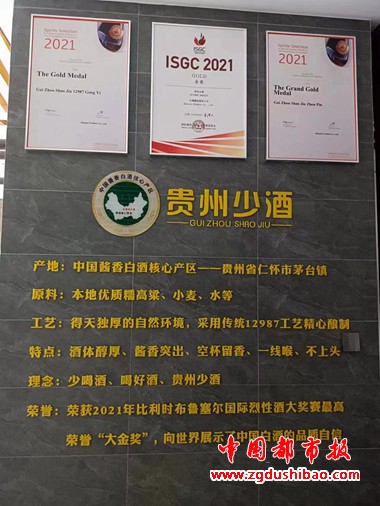 2021
The Gold Medal
Gui Zhou Shao Jiu 12987 Gong Yi
ISGC 2021
GOLD
金奖
2021
The Grand Gold
Medal
中国酱香白酒核心产区
贵州少酒
GUI ZHOU SHAO JIU
产地：中国酱香白酒核心产区——贵州省仁怀市茅台镇
原料：本地优质糯高粱、小麦、水等
工艺：得天独厚的自然环境，采用传统12987工艺精心酿制
特点：酒体醇厚、酱香突出、空杯留香、一线喉、不上头
理念：少喝酒、喝好酒、贵州少酒
荣誉：荣获2021年比利时布鲁塞尔国际烈性酒大奖赛最高
荣誉“大金奖”，向世界展示了中国白酒的品质自信
中国都市报
www.zgdushibao.com